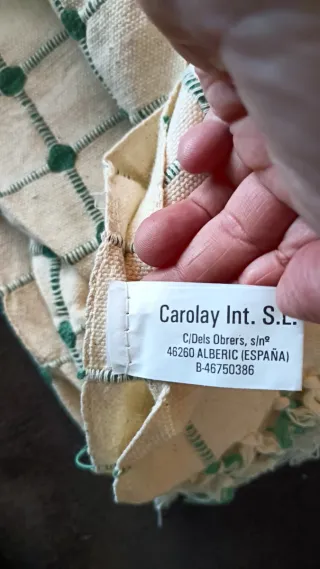 Carolay Int. S.L.
C/Dels Obrers, s/nº
46260 ALBERIC (ESPAÑA)
B-46750386